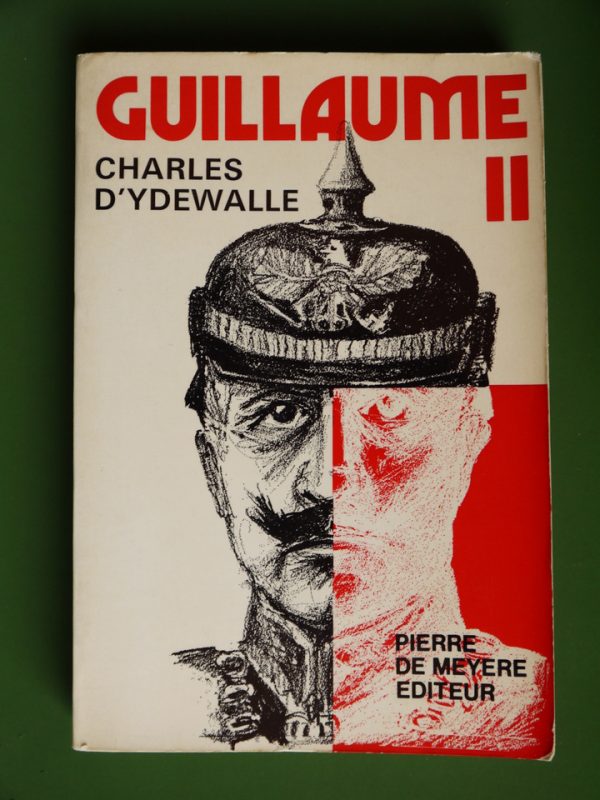 GUILLAUME
II
CHARLES
D'YDEWALLE
PIERRE
DE MEYERE
EDITEUR